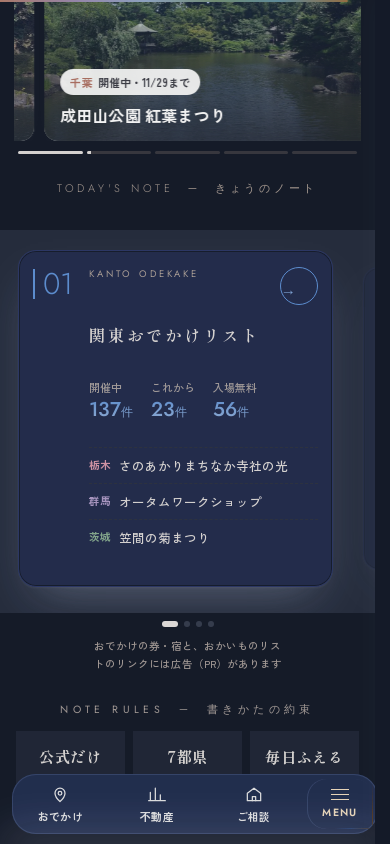 千葉 開催中・11/29まで
成田山公園 紅葉まつり
TODAY'S NOTE — きょうのノート
01
KANTO ODEKAKE
→
関東おでかけリスト
開催中 これから 入場無料
137件 23件 56件
栃木 さのあかりまちなか寺社の光
群馬 オータムワークショップ
茨城 笠間の菊まつり
おでかけの券・宿と、おかいものリス
トのリンクには広告（PR）があります
NOTE RULES — 書きかたの約束
公式だけ 7都県 毎日ふえる
おでかけ 不動産 ご相談 MENU